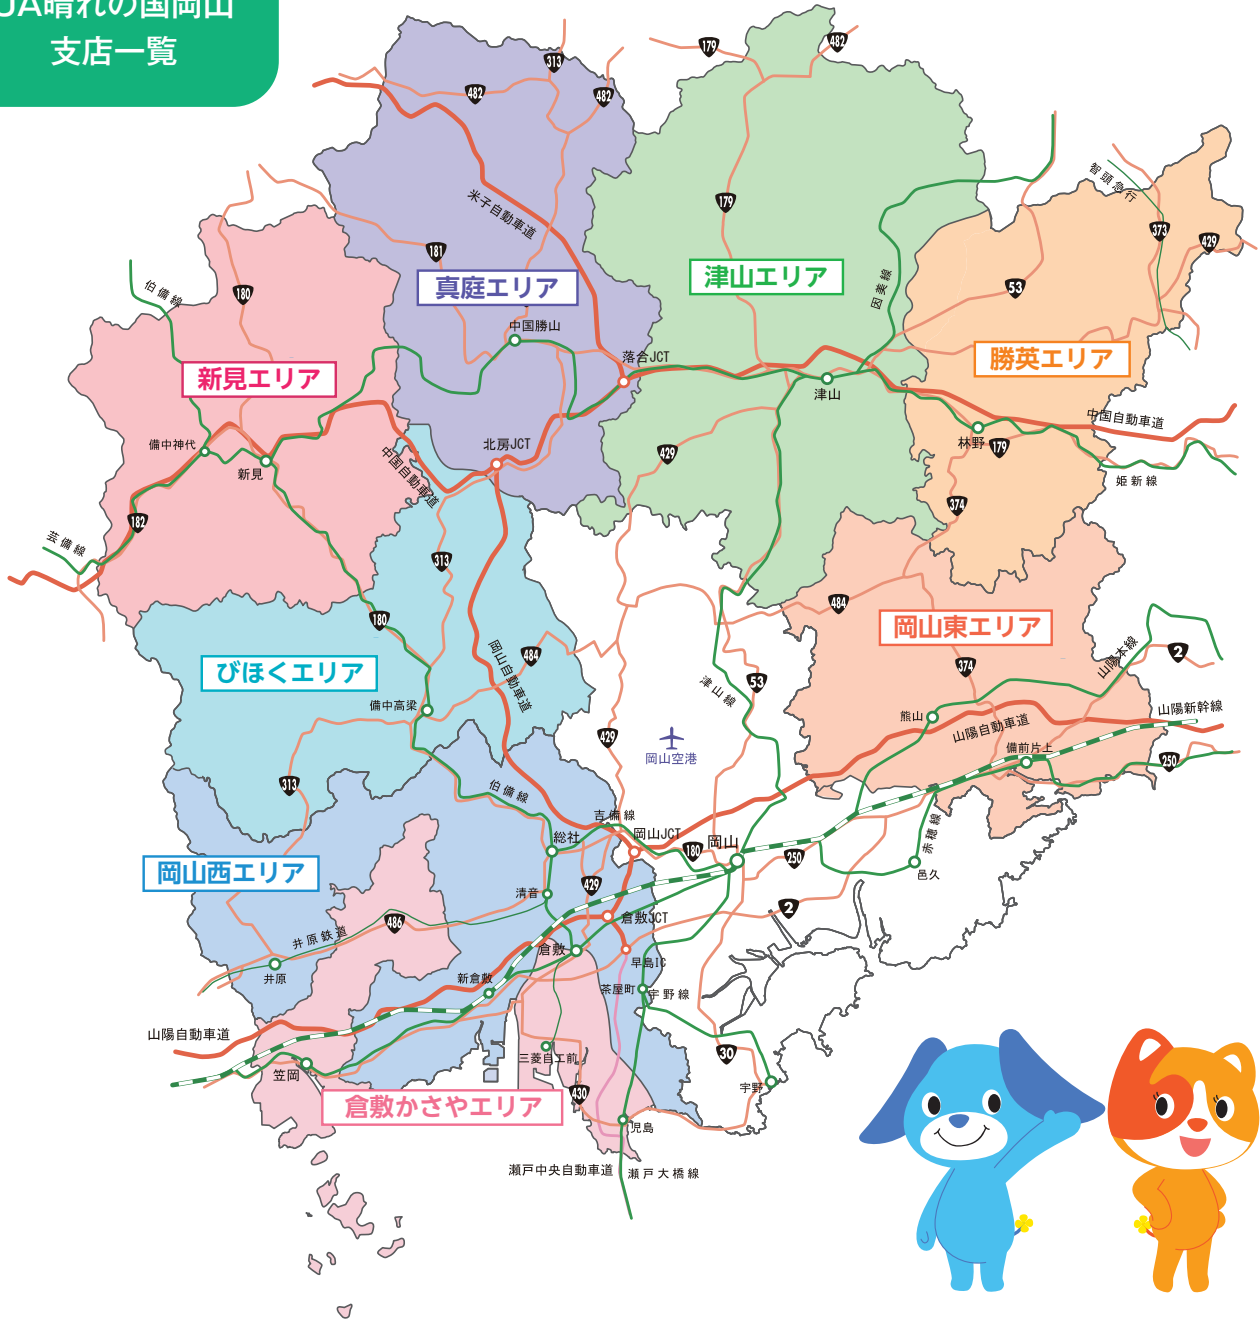 JA晴れの国岡山
支店一覧
313
482
482
179
482
米子自動車道
179
智頭急行
373
429
181
真庭エリア
津山エリア
因美線
53
伯備線
180
中国勝山
落合JCT
勝英エリア
新見エリア
津山
中国自動車道
備中神代
新見
北房JCT
429
林野
179
姫新線
中国自動車道
374
182
芸備線
313
180
484
岡山東エリア
484
岡山自動車道
びほくエリア
374
山陽本線
2
53
津山線
備中高梁
429
岡山空港
熊山
山陽自動車道
山陽新幹線
備前片上
250
313
伯備線
吉備線
総社
岡山JCT
180
岡山
250
赤穂線
邑久
岡山西エリア
清音
429
2
486
井原鉄道
倉敷JCT
倉敷
早島IC
井原
新倉敷
茶屋町
宇野線
山陽自動車道
三菱自工前
30
笠岡
宇野
430
倉敷かさやエリア
児島
瀬戸中央自動車道
瀬戸大橋線